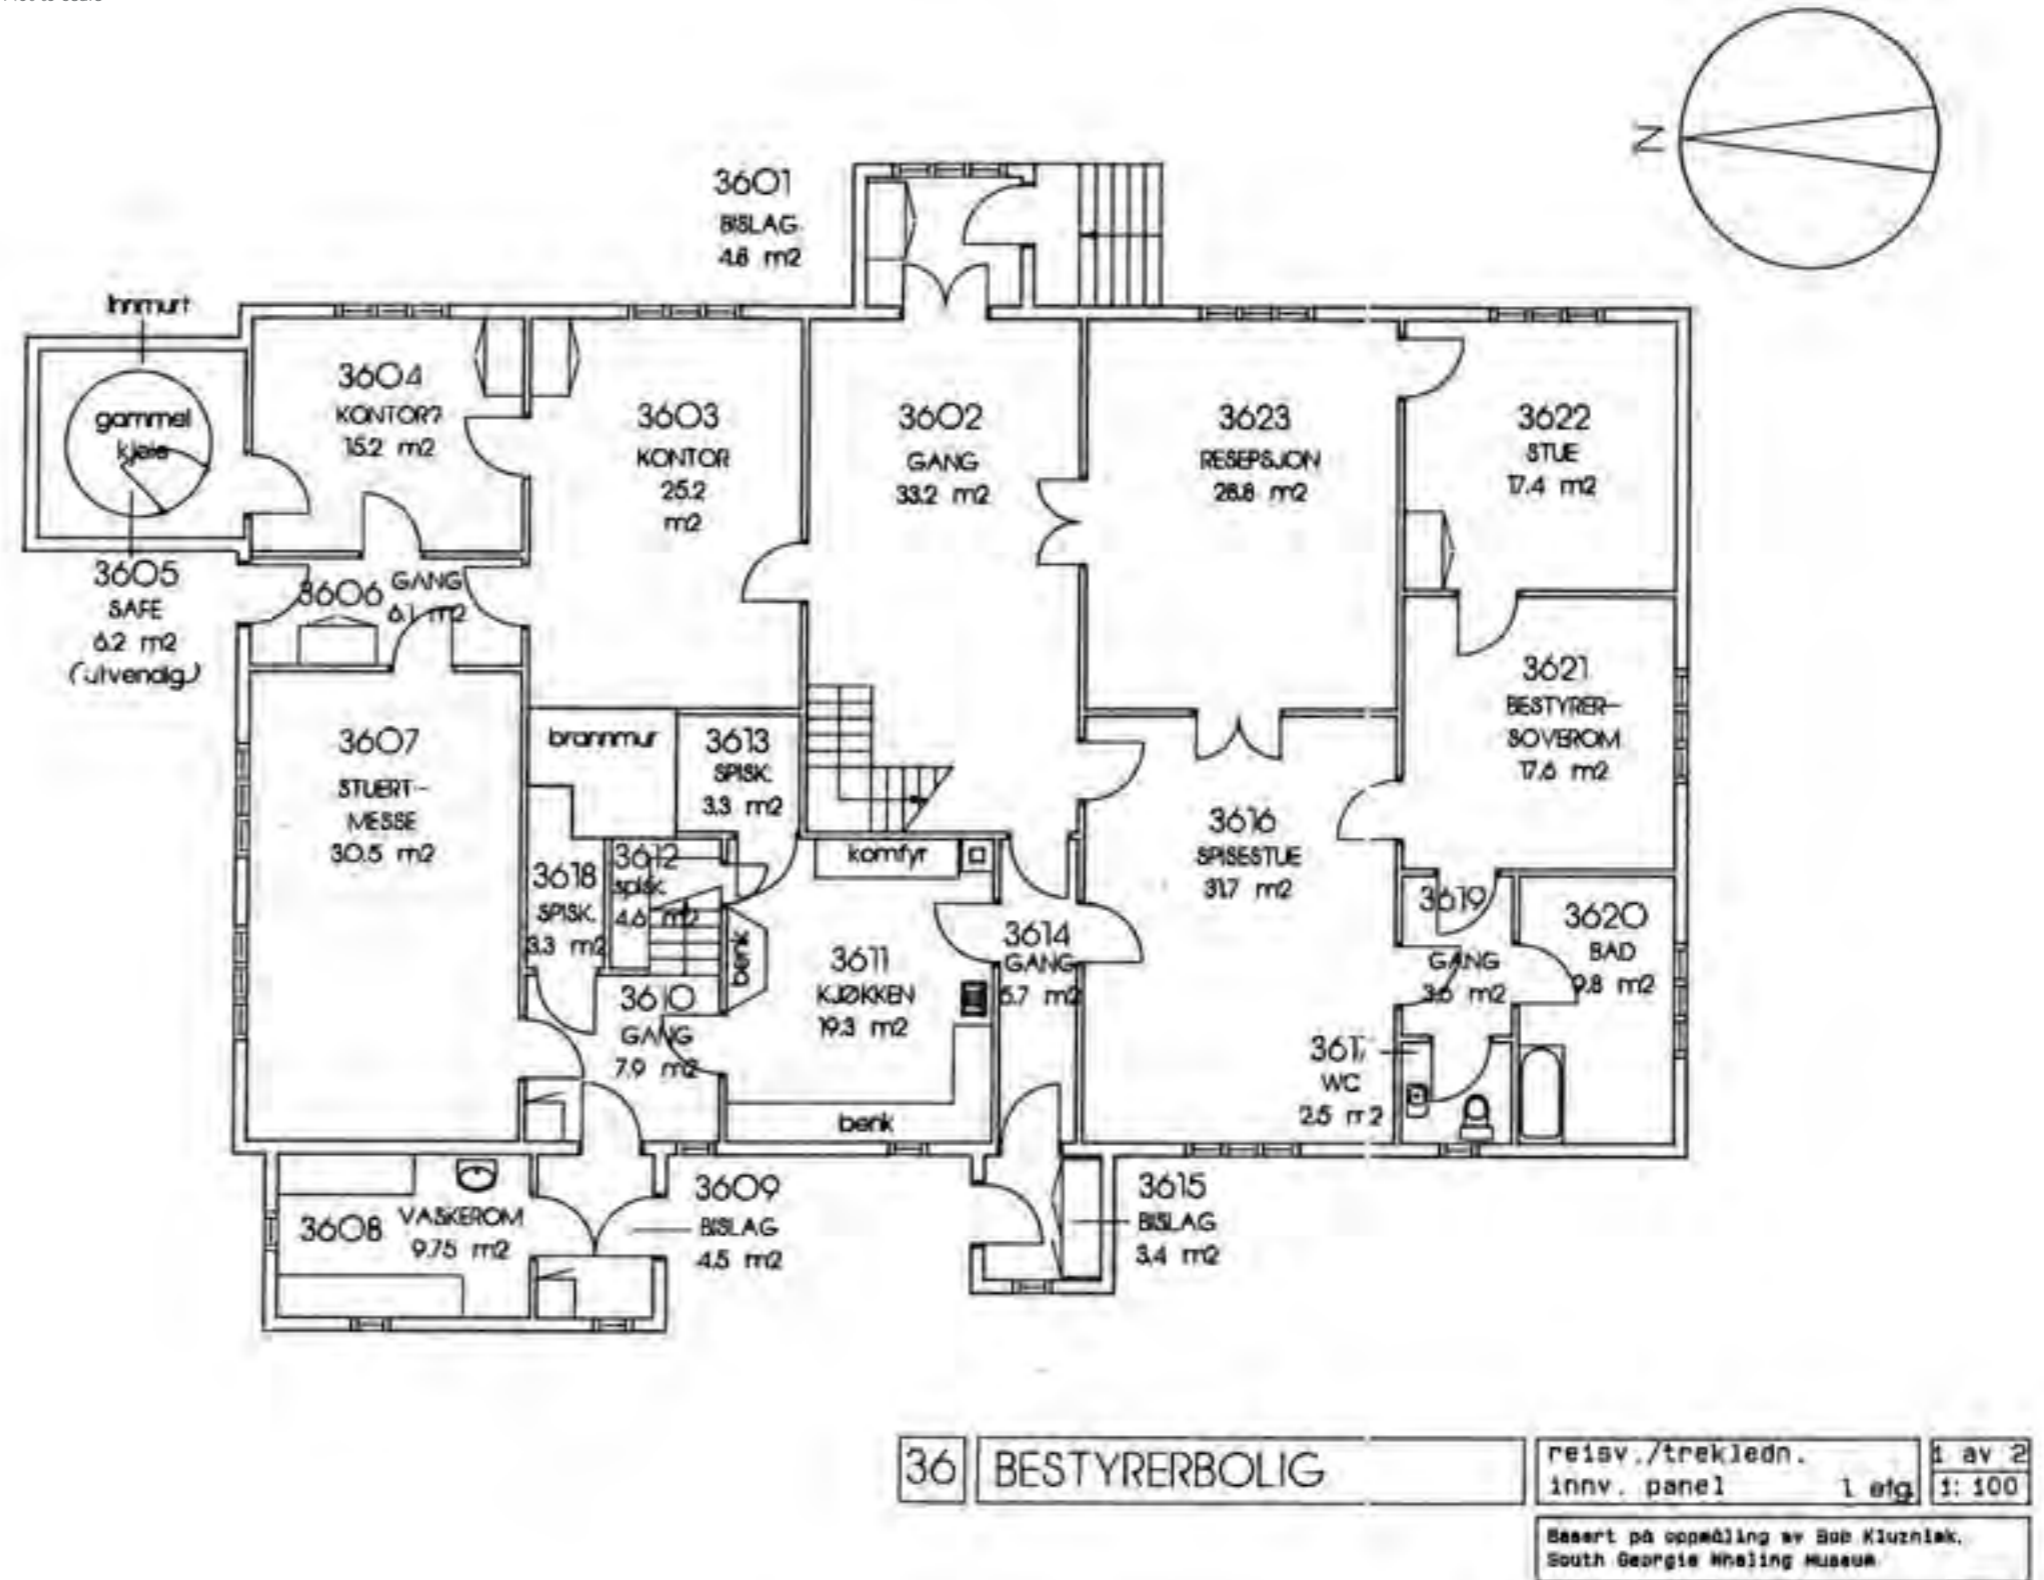 N
3601
BISLAG
4.8 m2
Innmurt
gammel
kjele
3604
KONTOR?
15.2 m2
3603
KONTOR
25.2
m2
3602
GANG
33.2 m2
3623
RESEPSJON
28.8 m2
3622
STUE
17.4 m2
3605
SAFE
6.2 m2
(utvendig)
3606 GANG
6.1 m2
3621
BESTYRER-
SOVEROM
17.6 m2
3607
STUERT-
MESSE
30.5 m2
brannmur
3613
SPISK.
3.3 m2
3616
SPISESTUE
31.7 m2
3618
SPISK.
3.3 m2
3612
spisk.
4.6 m2
komfyr
benk
3611
KJØKKEN
19.3 m2
3614
GANG
3619
GANG
3.6 m2
3620
BAD
9.8 m2
3610
GANG
7.9 m2
WC
2.5 m2
benk
3608 VASKEROM
9.75 m2
3609
BISLAG
4.5 m2
3615
BISLAG
3.4 m2
36 BESTYRERBOLIG
reisv./trekledn.
innv. panel 1 etg.
1 av 2
1:100
Basert på oppmåling av Bob Kluzniak,
South Georgia Whaling Museum